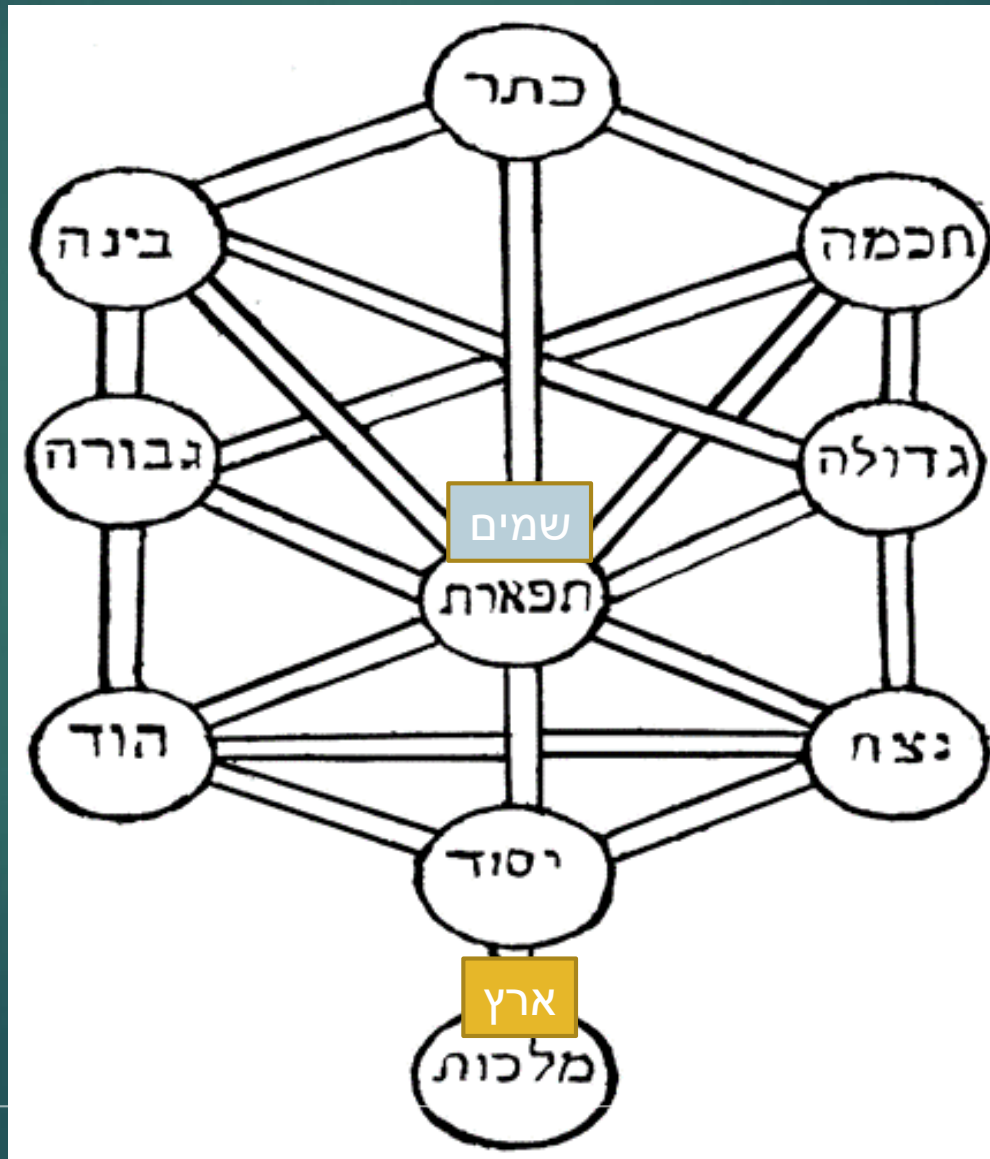 כתר
חכמה
בינה
גדולה
גבורה
שמים
תפארת
נצח
הוד
יסוד
ארץ
מלכות